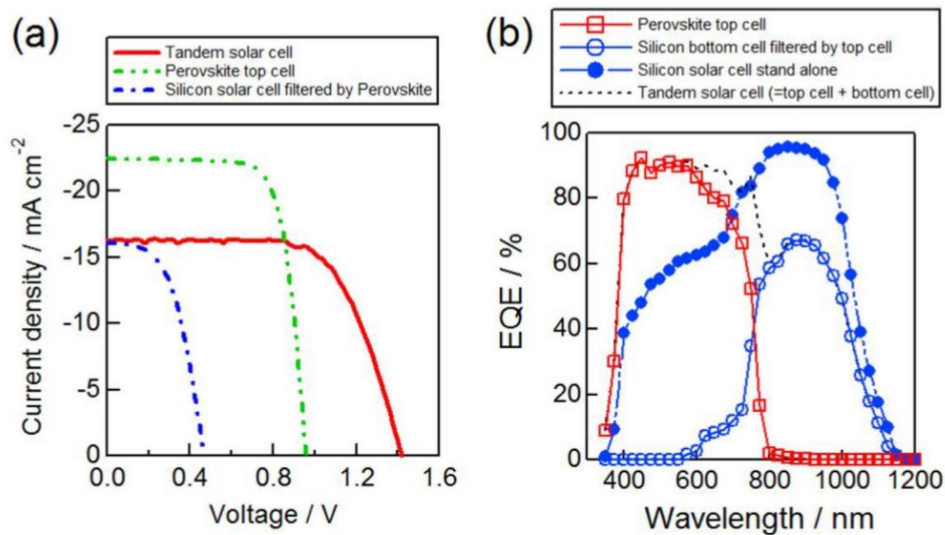 (a)
Tandem solar cell
Perovskite top cell
Silicon solar cell filtered by Perovskite
-25
-20
-15
-10
-5
0
Current density / mA cm⁻²
0.0
0.4
0.8
1.2
1.6
Voltage / V
(b)
Perovskite top cell
Silicon bottom cell filtered by top cell
Silicon solar cell stand alone
Tandem solar cell (=top cell + bottom cell)
100
80
60
40
20
0
EQE / %
400
600
800
1000
1200
Wavelength / nm